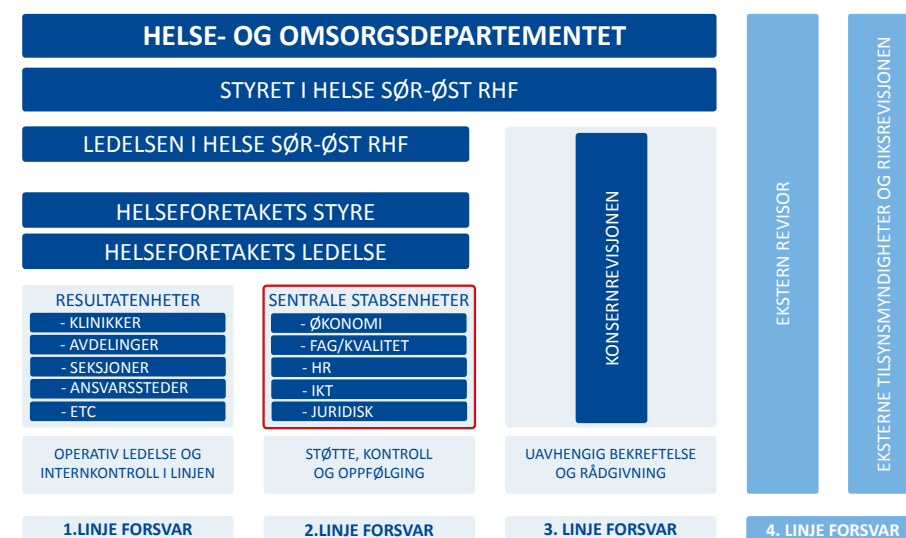 HELSE- OG OMSORGSDEPARTEMENTET
STYRET I HELSE SØR-ØST RHF
LEDELSEN I HELSE SØR-ØST RHF
HELSEFORETAKETS STYRE
HELSEFORETAKETS LEDELSE
RESULTATENHETER
- KLINIKKER
- AVDELINGER
- SEKSJONER
- ANSVARSSTEDER
- ETC
OPERATIV LEDELSE OG
INTERNKONTROLL I LINJEN
1.LINJE FORSVAR
SENTRALE STABSENHETER
- ØKONOMI
- FAG/KVALITET
- HR
- IKT
- JURIDISK
STØTTE, KONTROLL
OG OPPFØLGING
2.LINJE FORSVAR
KONSERNREVISJONEN
UAVHENGIG BEKREFTELSE
OG RÅDGIVNING
3. LINJE FORSVAR
EKSTERN REVISOR
EKSTERNE TILSYNSMYNDIGHETER OG RIKSREVISJONEN
4. LINJE FORSVAR